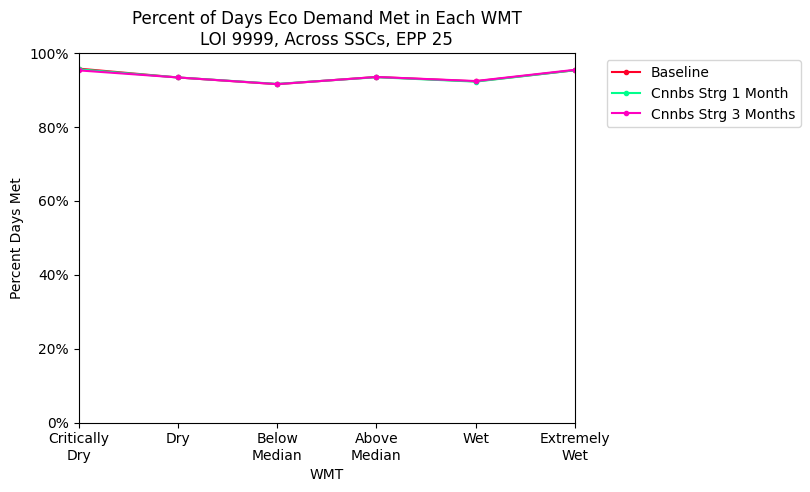 Percent of Days Eco Demand Met in Each WMT
LOI 9999, Across SSCs, EPP 25
100%
80%
60%
40%
20%
0%
Percent Days Met
Critically
Dry
Dry
Below
Median
Above
Median
Wet
Extremely
Wet
WMT
Baseline
Cnnbs Strg 1 Month
Cnnbs Strg 3 Months